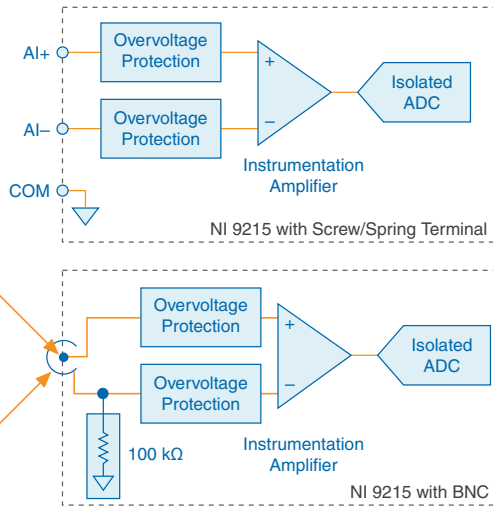 Overvoltage
Protection
AI+
+
Isolated
ADC
Overvoltage
Protection
AI–
–
Instrumentation
Amplifier
COM
NI 9215 with Screw/Spring Terminal
Overvoltage
Protection
+
Isolated
ADC
Overvoltage
Protection
–
100 kΩ
Instrumentation
Amplifier
NI 9215 with BNC